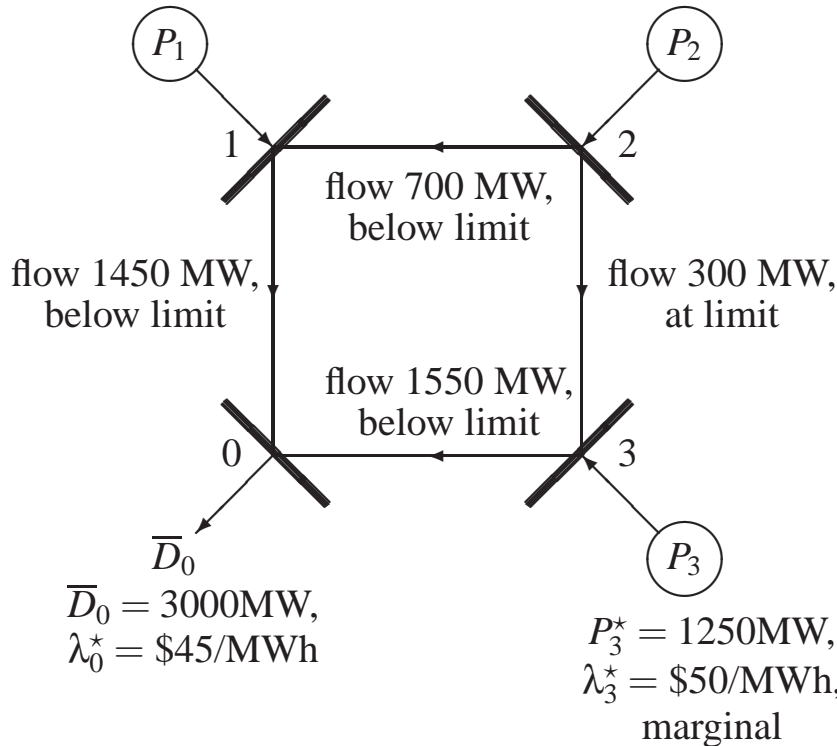 P₁
P₂
1
2
flow 700 MW,
below limit
flow 1450 MW,
below limit
flow 300 MW,
at limit
flow 1550 MW,
below limit
0
3
D̅₀
P₃
D̅₀ = 3000MW,
λ₀⋆ = $45/MWh
P₃⋆ = 1250MW,
λ₃⋆ = $50/MWh,
marginal